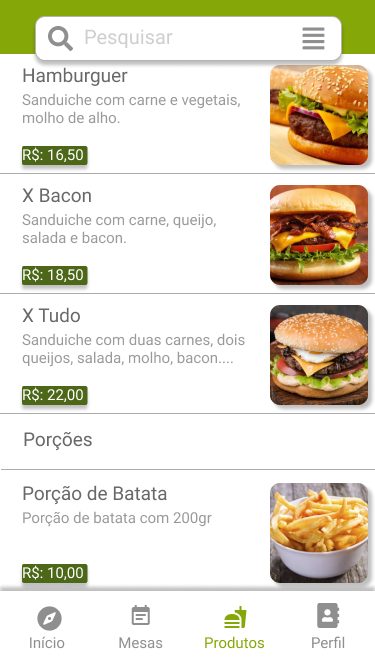 Pesquisar
Hamburguer
Sanduiche com carne e vegetais,
molho de alho.
R$: 16,50
X Bacon
Sanduiche com carne, queijo,
salada e bacon.
R$: 18,50
X Tudo
Sanduiche com duas carnes, dois
queijos, salada, molho, bacon....
R$: 22,00
Porções
Porção de Batata
Porção de batata com 200gr
R$: 10,00
Início
Mesas
Produtos
Perfil